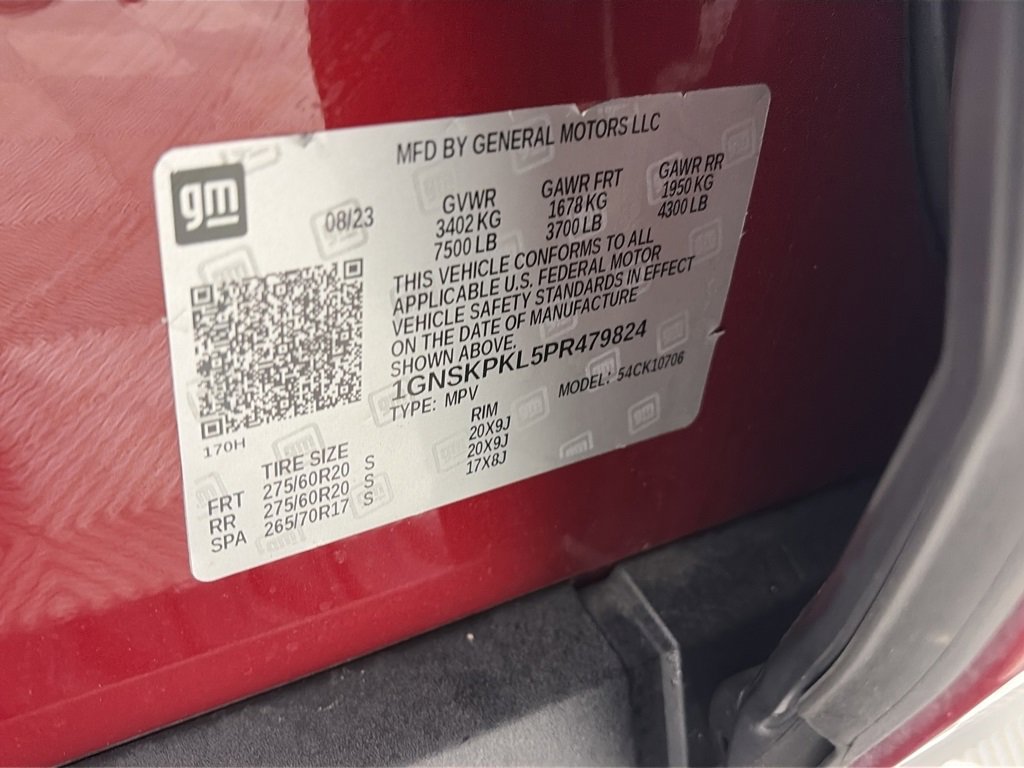 MFD BY GENERAL MOTORS LLC
gm
08/23
GVWR GAWR FRT GAWR RR
3402 KG 1678 KG 1950 KG
7500 LB 3700 LB 4300 LB
THIS VEHICLE CONFORMS TO ALL
APPLICABLE U.S. FEDERAL MOTOR
VEHICLE SAFETY STANDARDS IN EFFECT
ON THE DATE OF MANUFACTURE
SHOWN ABOVE.
1GNSKPKL5PR479824
TYPE: MPV MODEL: 54CK10706
170H
TIRE SIZE RIM
FRT 275/60R20 S 20X9J
RR 275/60R20 S 20X9J
SPA 265/70R17 S 17X8J